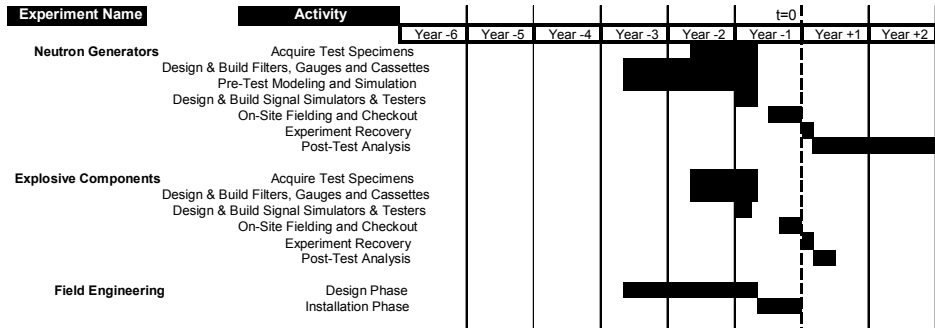 Experiment Name Activity t=0
Year -6 Year -5 Year -4 Year -3 Year -2 Year -1 Year +1 Year +2
Neutron Generators Acquire Test Specimens
Design & Build Filters, Gauges and Cassettes
Pre-Test Modeling and Simulation
Design & Build Signal Simulators & Testers
On-Site Fielding and Checkout
Experiment Recovery
Post-Test Analysis
Explosive Components Acquire Test Specimens
Design & Build Filters, Gauges and Cassettes
Design & Build Signal Simulators & Testers
On-Site Fielding and Checkout
Experiment Recovery
Post-Test Analysis
Field Engineering Design Phase
Installation Phase